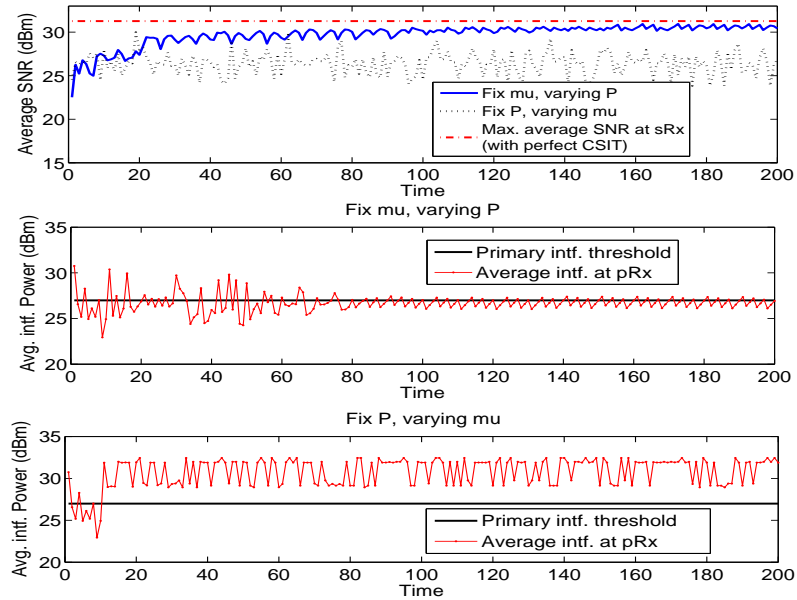 Average SNR (dBm)
35
30
25
20
15
0
20
40
60
80
100
120
140
160
180
200
Time
Fix mu, varying P
Fix P, varying mu
Max. average SNR at sRx
(with perfect CSIT)
Fix mu, varying P
Avg. intf. Power (dBm)
35
30
25
20
0
20
40
60
80
100
120
140
160
180
200
Time
Primary intf. threshold
Average intf. at pRx
Fix P, varying mu
Avg. intf. Power (dBm)
35
30
25
20
0
20
40
60
80
100
120
140
160
180
200
Time
Primary intf. threshold
Average intf. at pRx